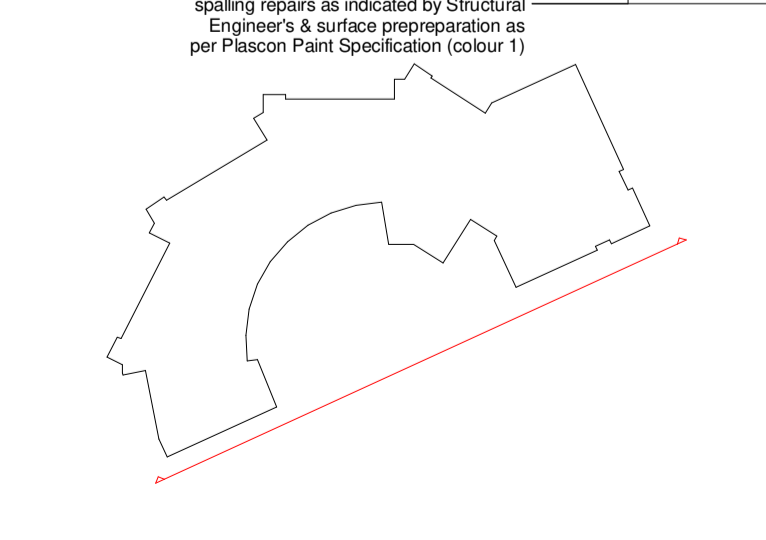 spalling repairs as indicated by Structural
Engineer's & surface prepreparation as
per Plascon Paint Specification (colour 1)